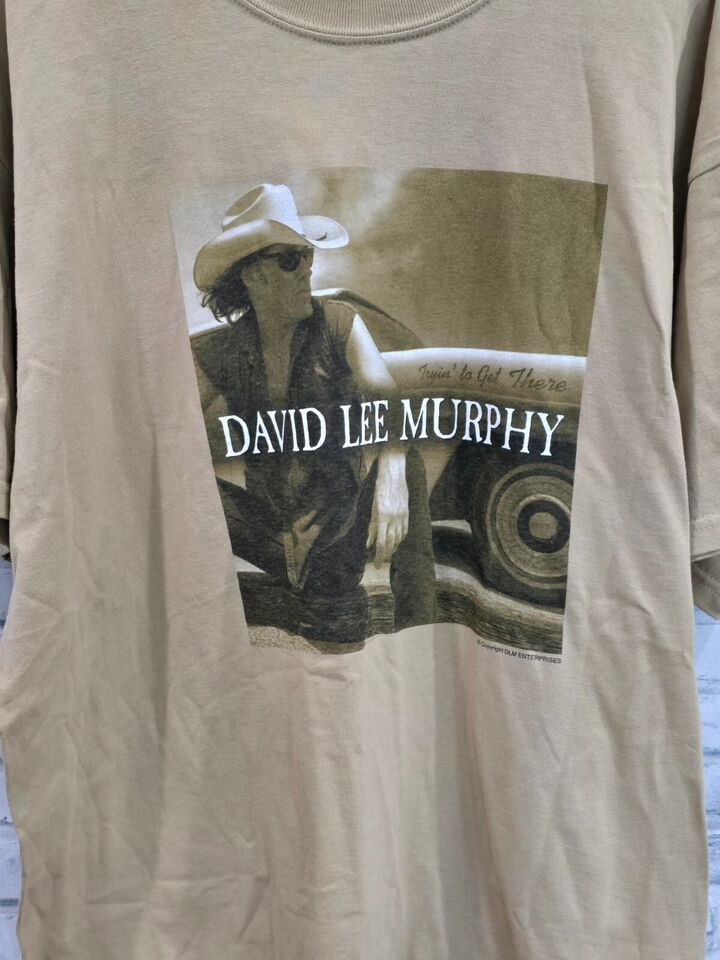 Tryin' to Get There
DAVID LEE MURPHY
© Copyright DLM ENTERPRISES